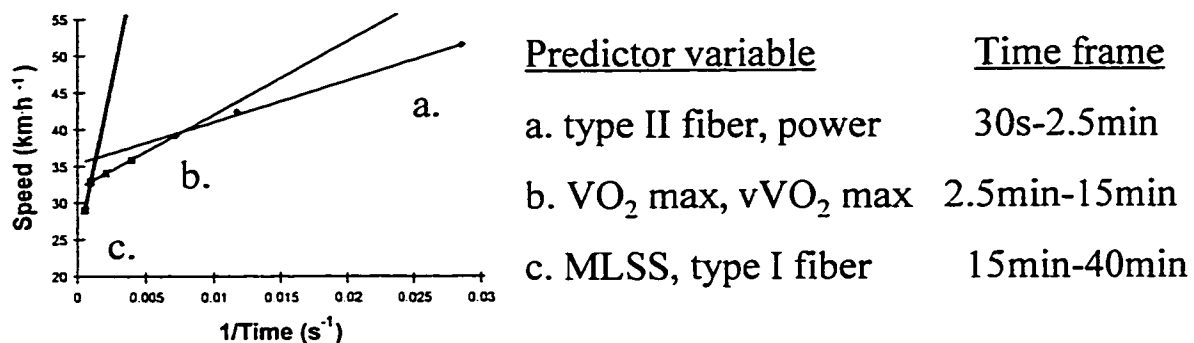 55
50
45
40
35
30
25
20
Speed (km·h⁻¹)
a.
b.
c.
0 0.005 0.01 0.015 0.02 0.025 0.03
1/Time (s⁻¹)
Predictor variable Time frame
a. type II fiber, power 30s-2.5min
b. VO₂ max, vVO₂ max 2.5min-15min
c. MLSS, type I fiber 15min-40min